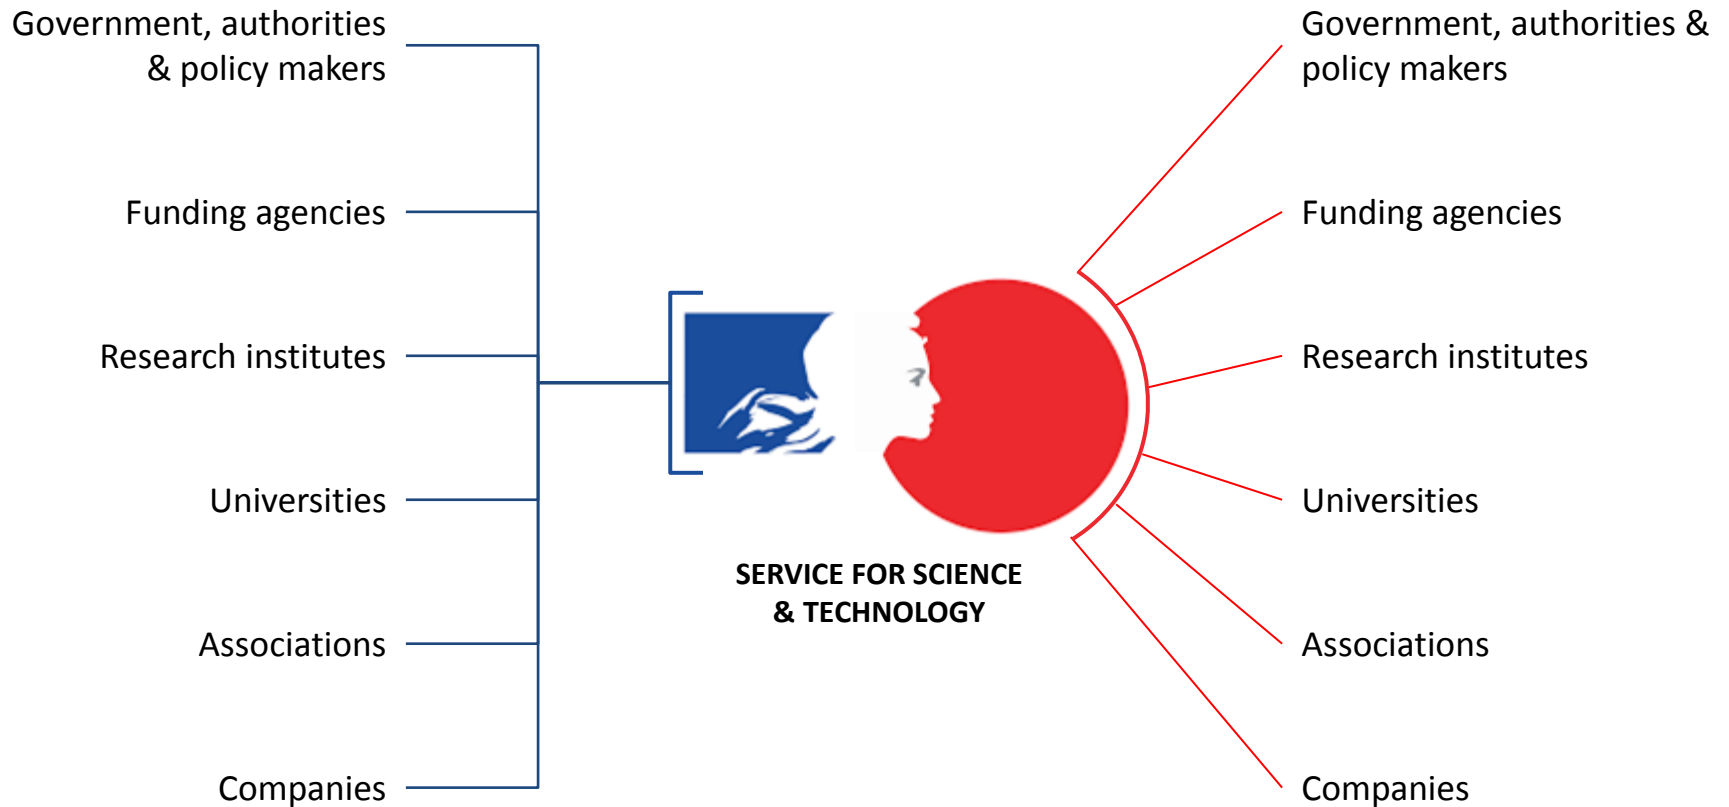 Government, authorities
& policy makers
Funding agencies
Research institutes
Universities
Associations
Companies
SERVICE FOR SCIENCE
& TECHNOLOGY
Government, authorities &
policy makers
Funding agencies
Research institutes
Universities
Associations
Companies